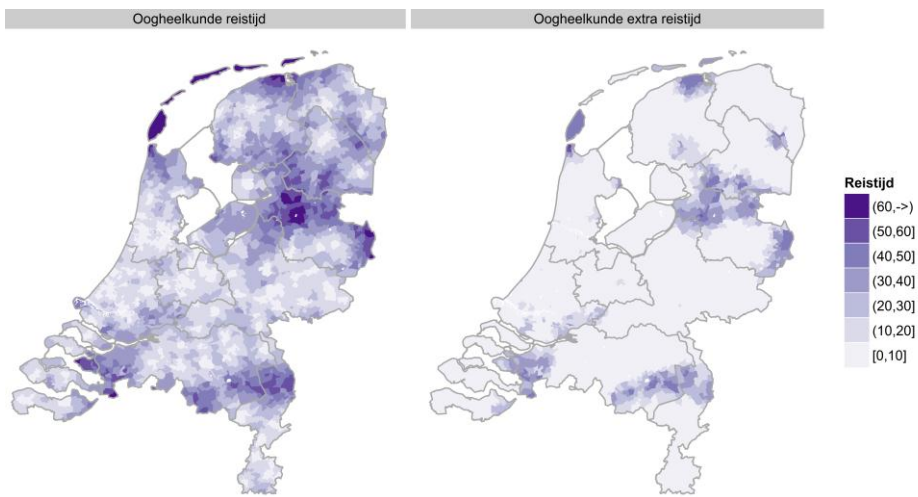 Oogheelkunde reistijd
Oogheelkunde extra reistijd
Reistijd
(60,->)
(50,60]
(40,50]
(30,40]
(20,30]
(10,20]
[0,10]